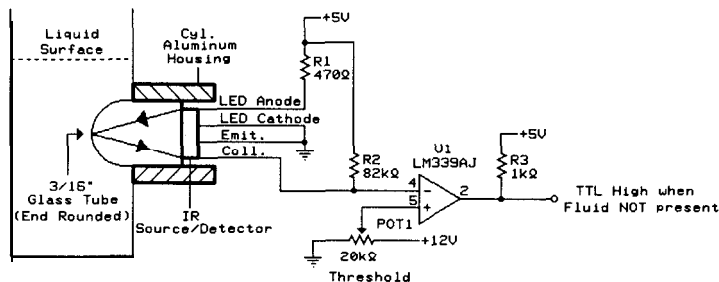 Liquid
Surface
Cyl.
Aluminum
Housing
+5V
R1
470Ω
LED Anode
LED Cathode
Emit.
Coll.
R2
82kΩ
U1
LM339AJ
+5V
R3
1kΩ
4
-
5
+
2
TTL High when
Fluid NOT present
3/16"
Glass Tube
(End Rounded)
IR
Source/Detector
POT1
+12V
20kΩ
Threshold